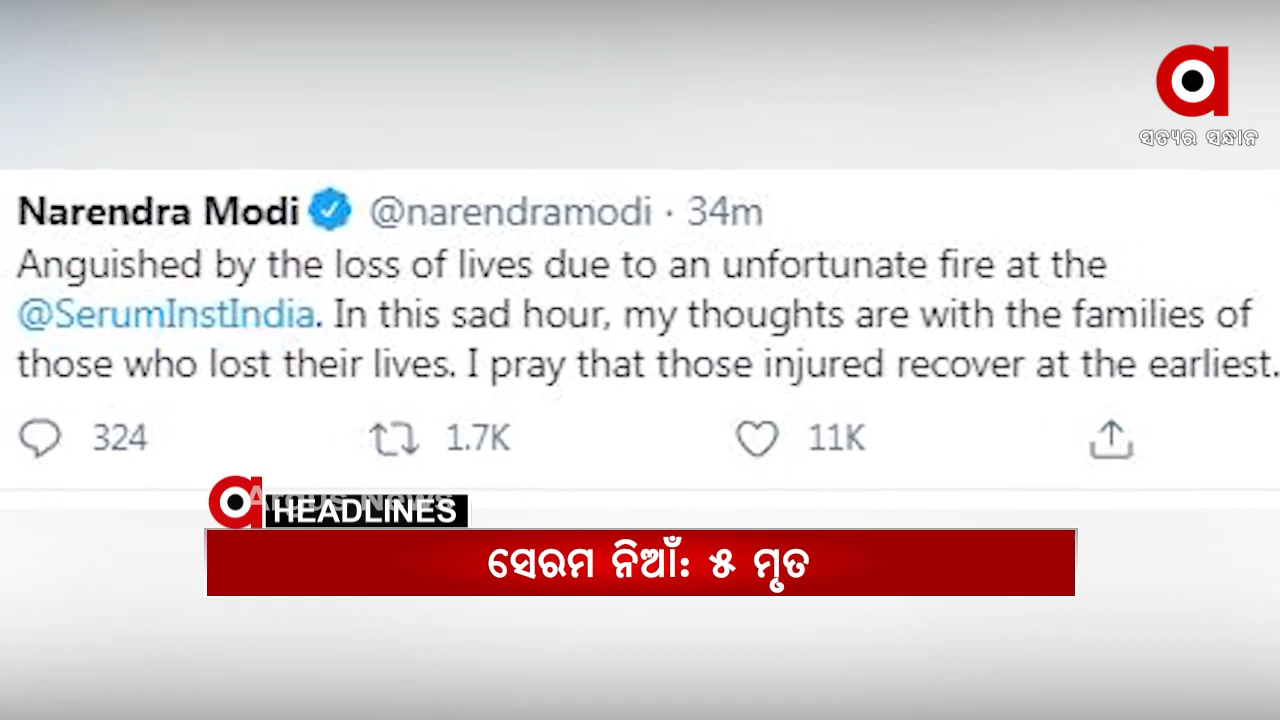 ସତ୍ୟର ସନ୍ଧାନ
Narendra Modi @narendramodi · 34m
Anguished by the loss of lives due to an unfortunate fire at the
@SerumInstIndia. In this sad hour, my thoughts are with the families of
those who lost their lives. I pray that those injured recover at the earliest.
324 1.7K 11K
Argus News
HEADLINES
ସେରମ ନିଆଁ: ୫ ମୃତ